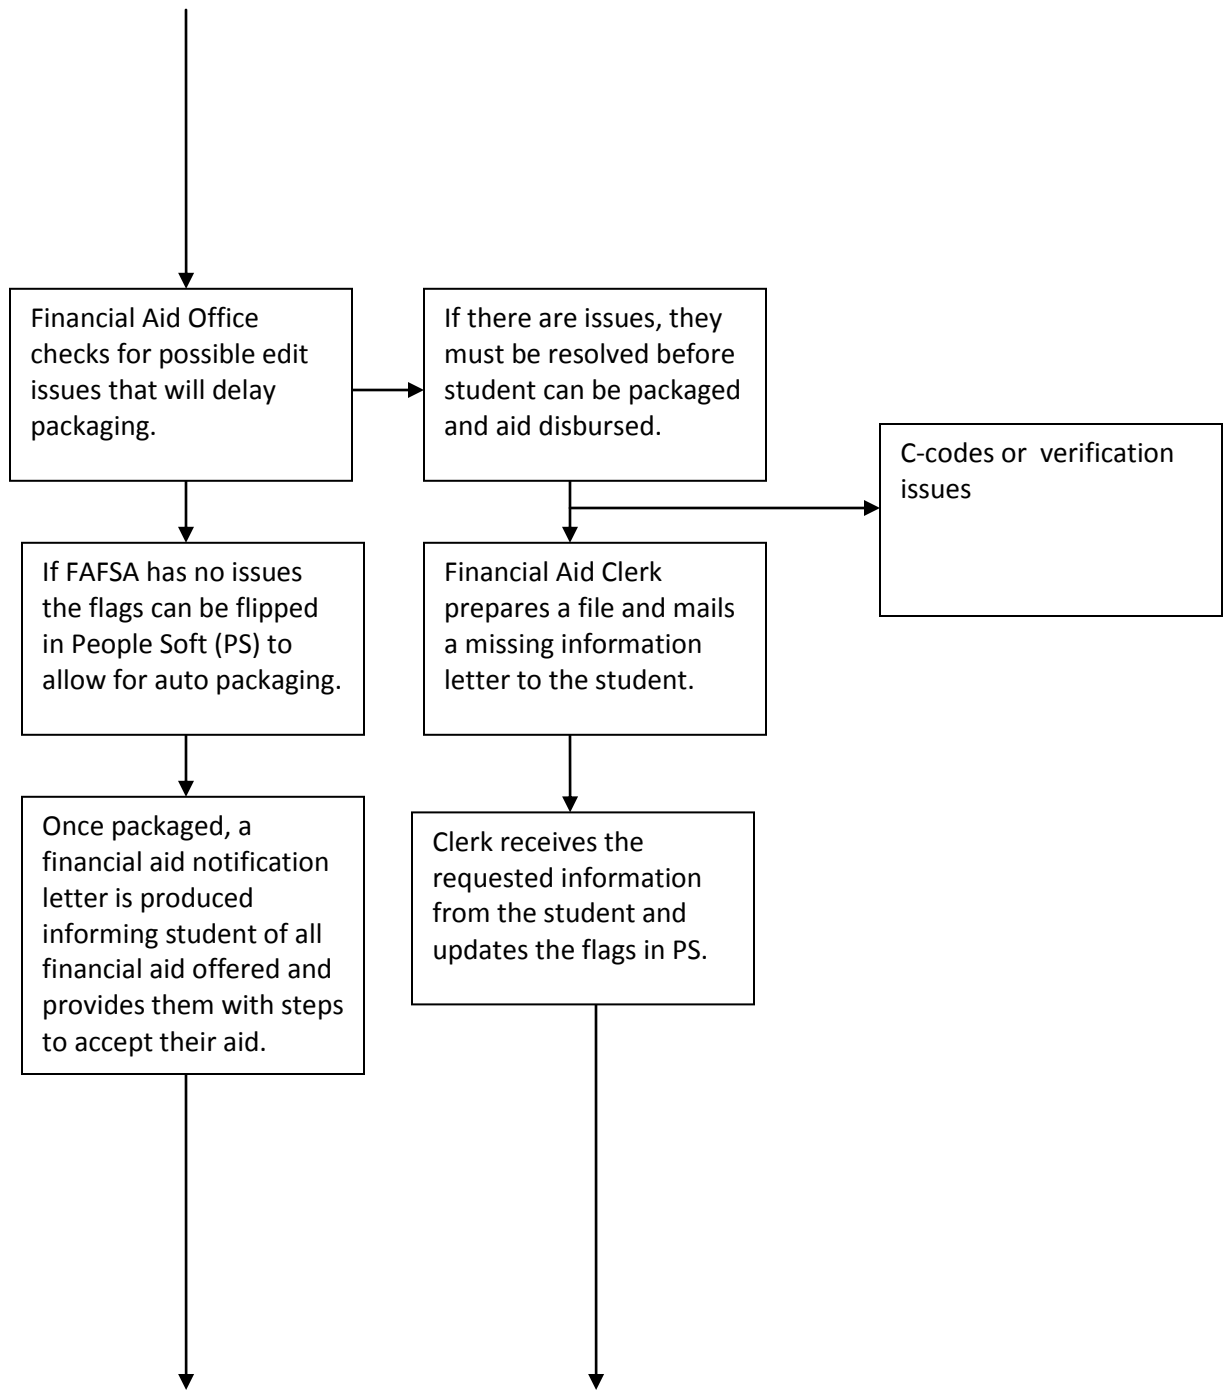 Financial Aid Office
checks for possible edit
issues that will delay
packaging.
If there are issues, they
must be resolved before
student can be packaged
and aid disbursed.
C-codes or  verification
issues
If FAFSA has no issues
the flags can be flipped
in People Soft (PS) to
allow for auto packaging.
Financial Aid Clerk
prepares a file and mails
a missing information
letter to the student.
Once packaged, a
financial aid notification
letter is produced
informing student of all
financial aid offered and
provides them with steps
to accept their aid.
Clerk receives the
requested information
from the student and
updates the flags in PS.